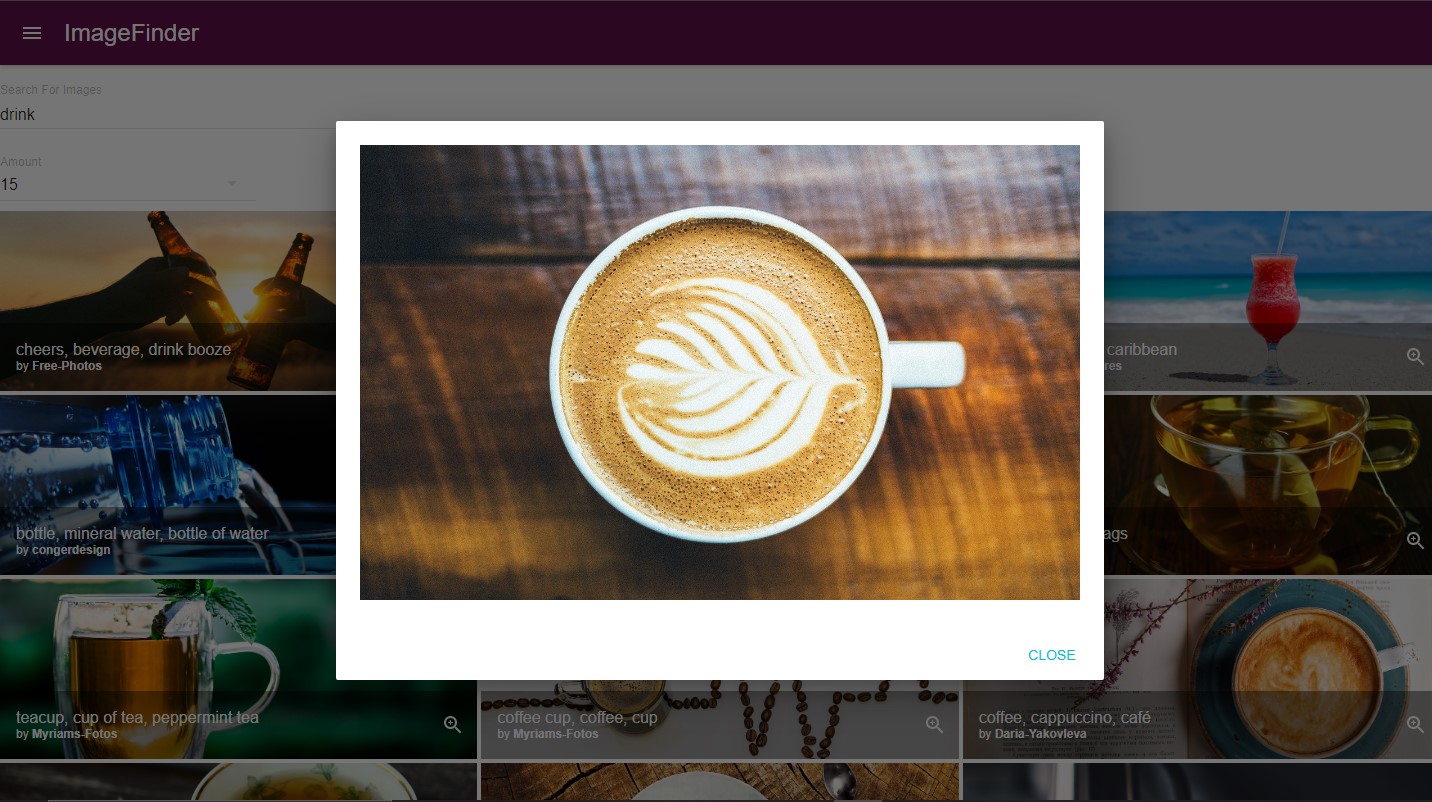 ImageFinder
Search For Images
drink
Amount
15
cheers, beverage, drink booze
by Free-Photos
caribbean
bottle, mineral water, bottle of water
by congerdesign
CLOSE
teacup, cup of tea, peppermint tea
by Myriams-Fotos
coffee cup, coffee, cup
by Myriams-Fotos
coffee, cappuccino, café
by Daria-Yakovleva